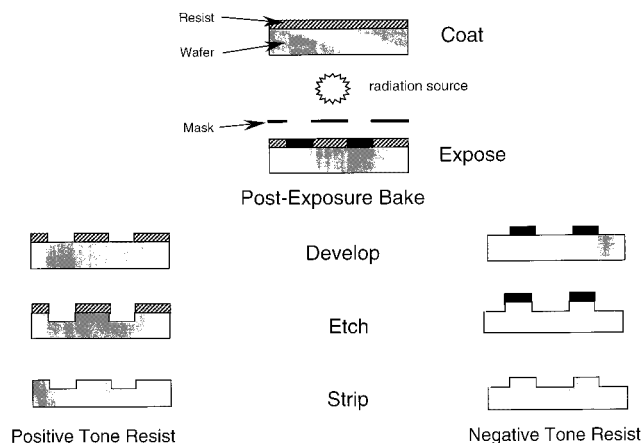 Resist
Wafer
Coat
radiation source
Mask
Expose
Post-Exposure Bake
Develop
Etch
Strip
Positive Tone Resist
Negative Tone Resist